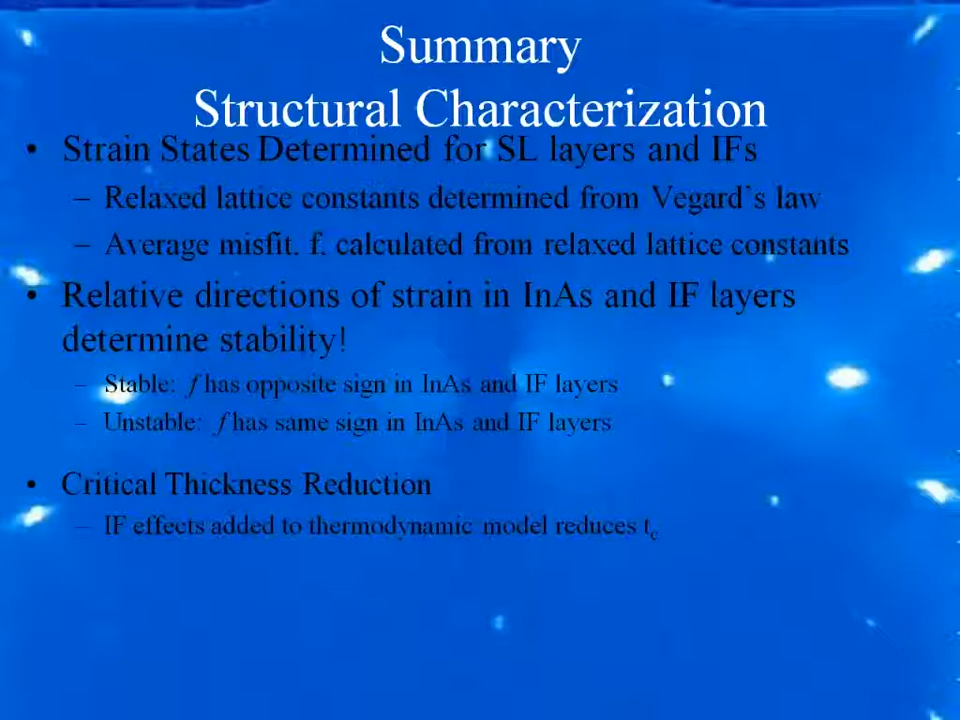 Summary
Structural Characterization
• Strain States Determined for SL layers and IFs
– Relaxed lattice constants determined from Vegard's law
– Average misfit, f, calculated from relaxed lattice constants
• Relative directions of strain in InAs and IF layers
determine stability!
– Stable: f has opposite sign in InAs and IF layers
– Unstable: f has same sign in InAs and IF layers
• Critical Thickness Reduction
– IF effects added to thermodynamic model reduces tc